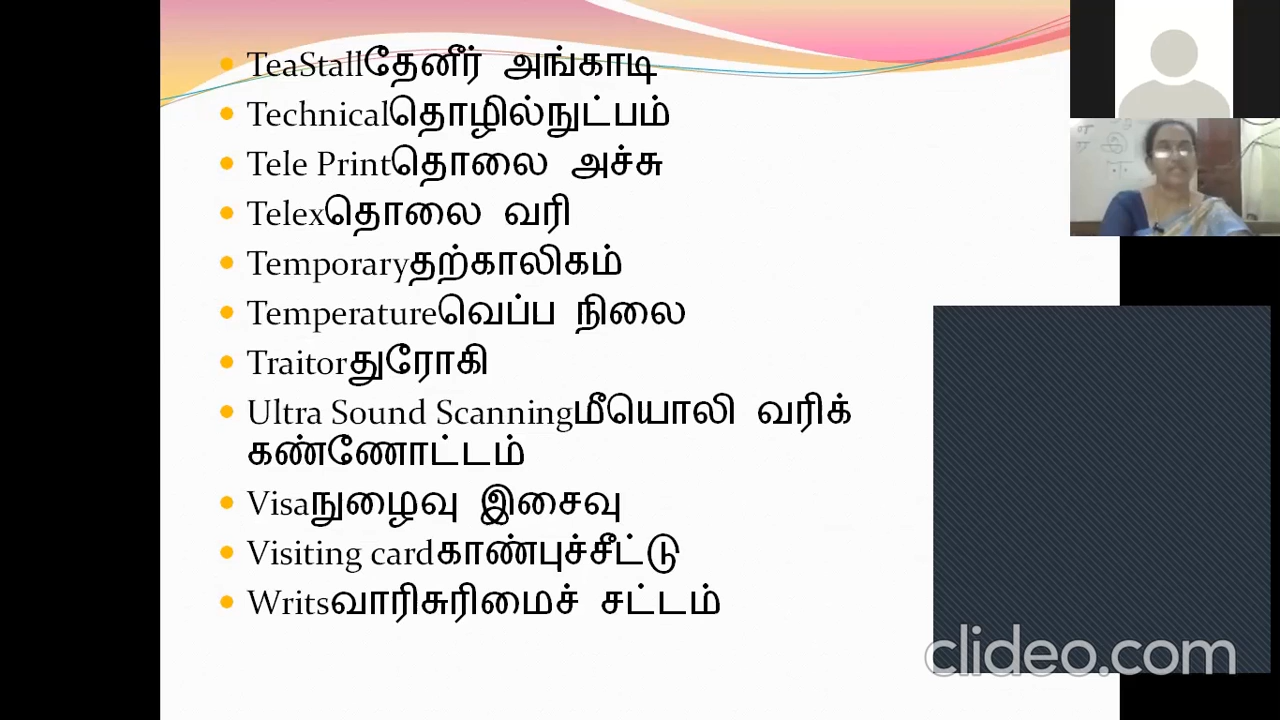 TeaStallதேனீர் அங்காடி
Technicalதொழில்நுட்பம்
Tele Printதொலை அச்சு
Telexதொலை வரி
Temporaryதற்காலிகம்
Temperatureவெப்ப நிலை
Traitorதுரோகி
Ultra Sound Scanningமீயொலி வரிக்
கண்ணோட்டம்
Visaநுழைவு இசைவு
Visiting cardகாண்புச்சீட்டு
Writsவாரிசுரிமைச் சட்டம்
clideo.com